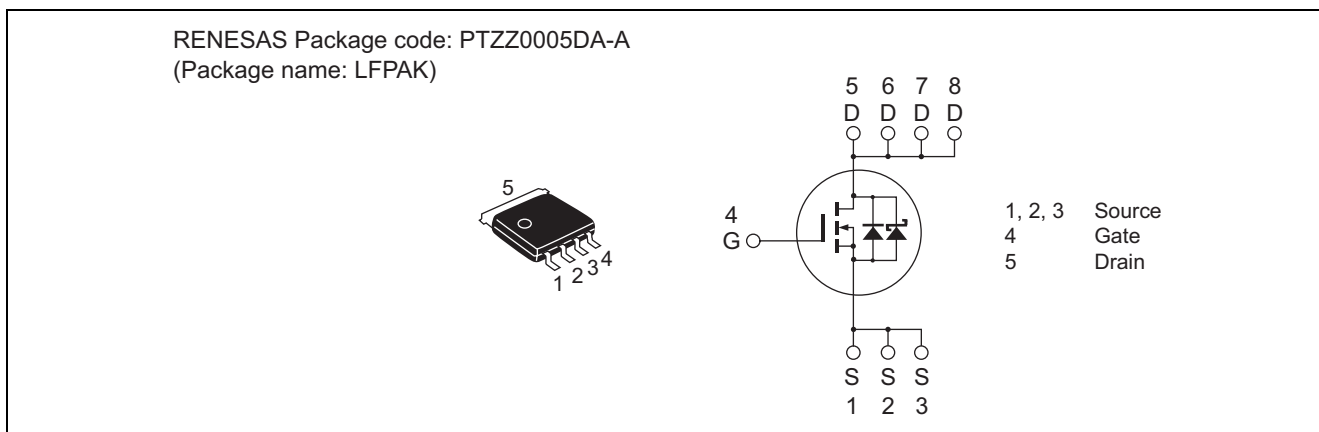 RENESAS Package code: PTZZ0005DA-A
(Package name: LFPAK)
5 6 7 8
D D D D
5
4
G
1 2 3 4
1, 2, 3 Source
4 Gate
5 Drain
S S S
1 2 3